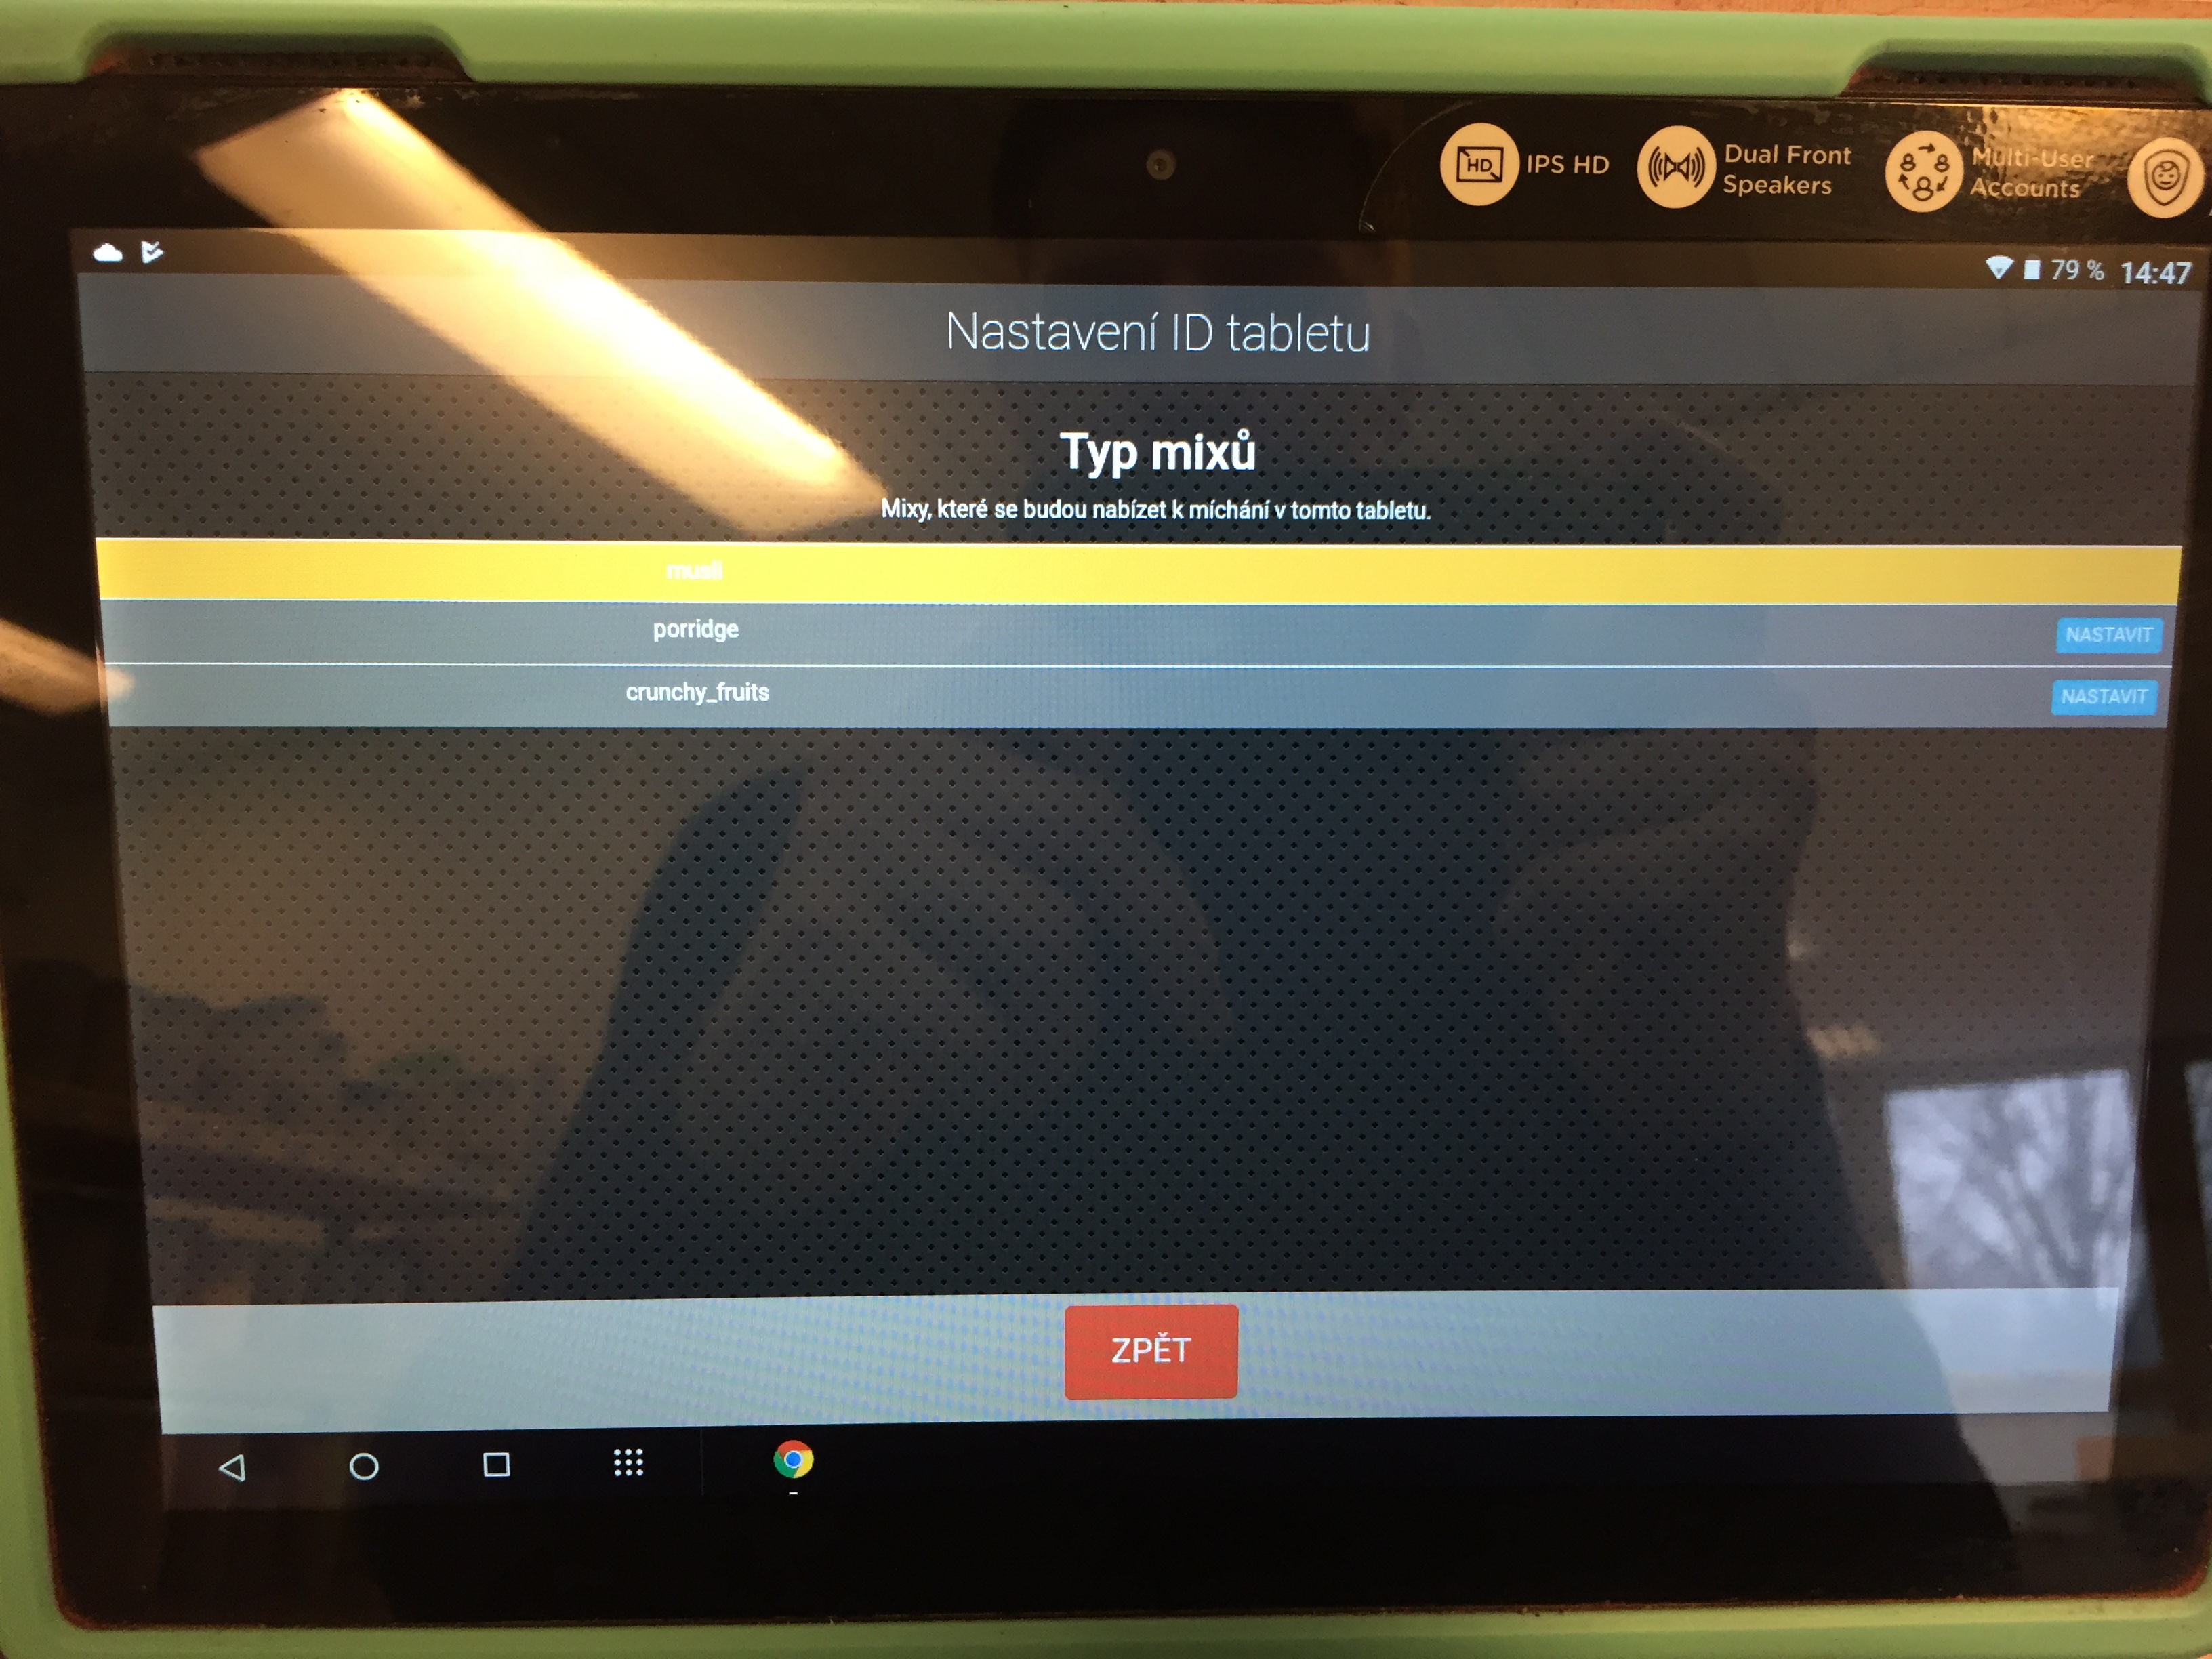 HD IPS HD
Dual Front
Speakers
Multi-User
Accounts
79 % 14:47
Nastavení ID tabletu
Typ mixů
Mixy, které se budou nabízet k míchání v tomto tabletu.
musli
porridge NASTAVIT
crunchy_fruits NASTAVIT
ZPĚT